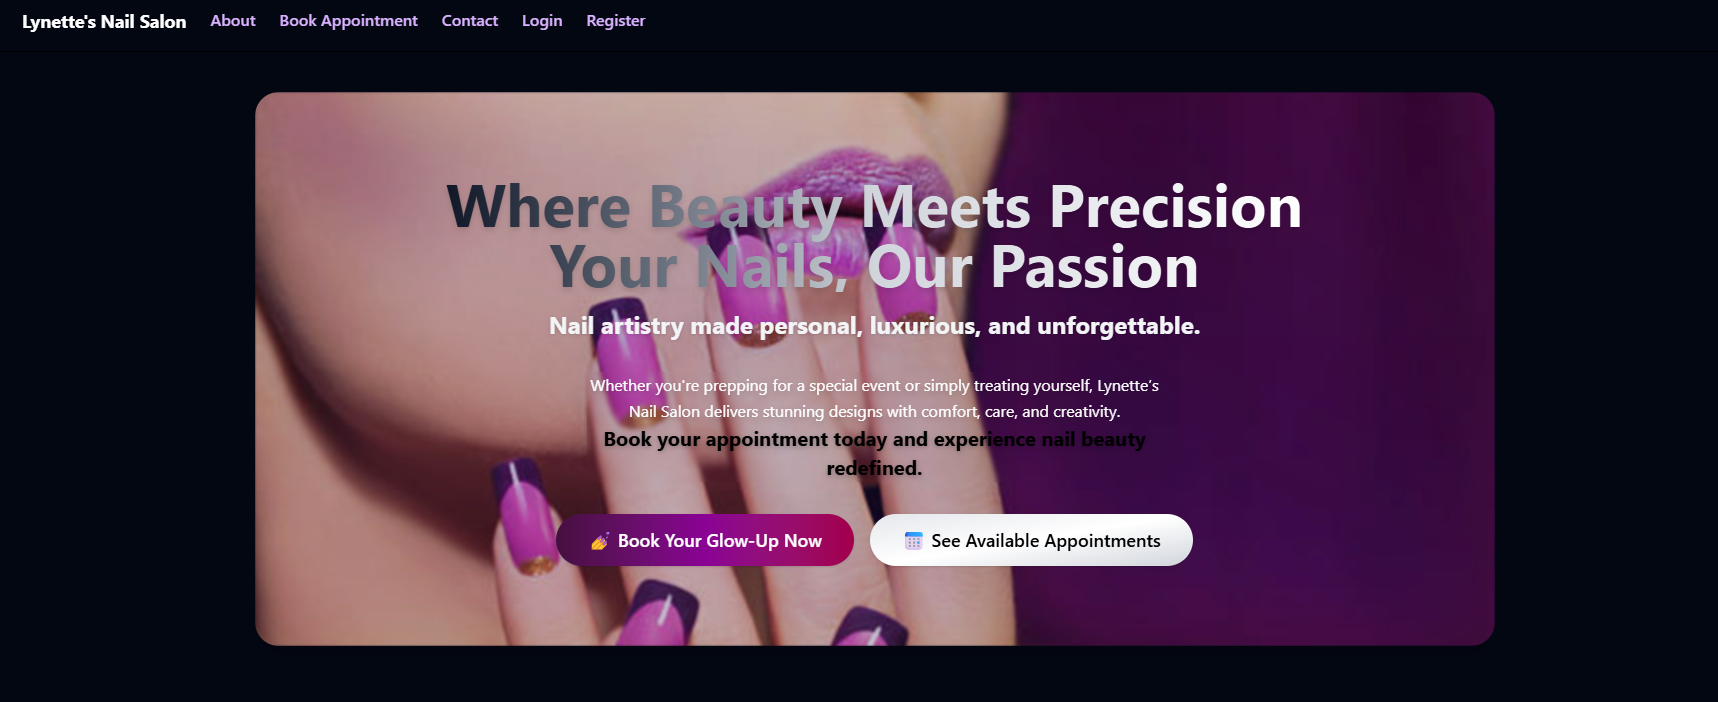 Lynette's Nail Salon About Book Appointment Contact Login Register
Where Beauty Meets Precision
Your Nails, Our Passion
Nail artistry made personal, luxurious, and unforgettable.
Whether you're prepping for a special event or simply treating yourself, Lynette’s
Nail Salon delivers stunning designs with comfort, care, and creativity.
Book your appointment today and experience nail beauty
redefined.
💅 Book Your Glow-Up Now
📅 See Available Appointments